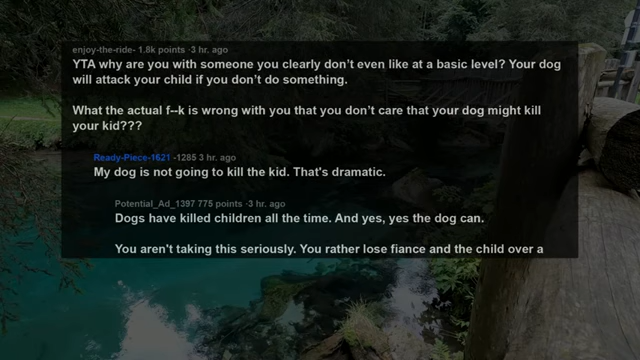 enjoy-the-ride- 1.8k points ·3 hr. ago
YTA why are you with someone you clearly don't even like at a basic level? Your dog
will attack your child if you don't do something.
What the actual f--k is wrong with you that you don't care that your dog might kill
your kid???
Ready-Piece-1621 -1285 3 hr. ago
My dog is not going to kill the kid. That's dramatic.
Potential_Ad_1397 775 points ·3 hr. ago
Dogs have killed children all the time. And yes, yes the dog can.
You aren't taking this seriously. You rather lose fiance and the child over a